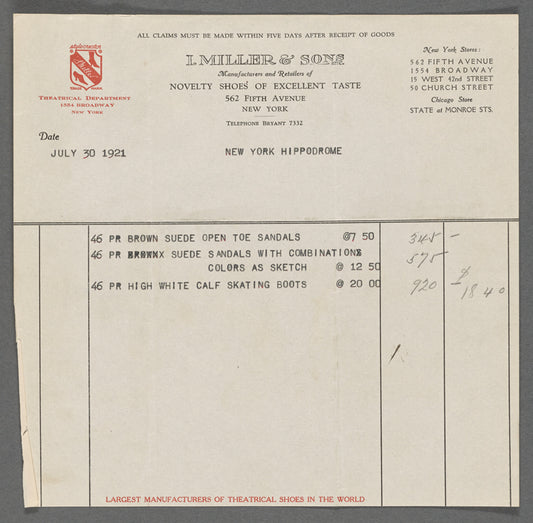 ALL CLAIMS MUST BE MADE WITHIN FIVE DAYS AFTER RECEIPT OF GOODS
I. MILLER & SONS
Manufacturers and Retailers of
NOVELTY SHOES OF EXCELLENT TASTE
562 FIFTH AVENUE
NEW YORK
TELEPHONE BRYANT 7332
I. Miller
TRADE MARK
THEATRICAL DEPARTMENT
1554 BROADWAY
NEW YORK
New York Stores:
562 FIFTH AVENUE
1554 BROADWAY
15 WEST 42nd STREET
50 CHURCH STREET
Chicago Store
STATE at MONROE STS.
Date
JULY 30 1921
NEW YORK HIPPODROME
46 PR BROWN SUEDE OPEN TOE SANDALS @7 50 345 –
46 PR BROWNX SUEDE SANDALS WITH COMBINATION
COLORS AS SKETCH @ 12 50 575
46 PR HIGH WHITE CALF SKATING BOOTS @ 20 00 920 –
$ 1840
LARGEST MANUFACTURERS OF THEATRICAL SHOES IN THE WORLD